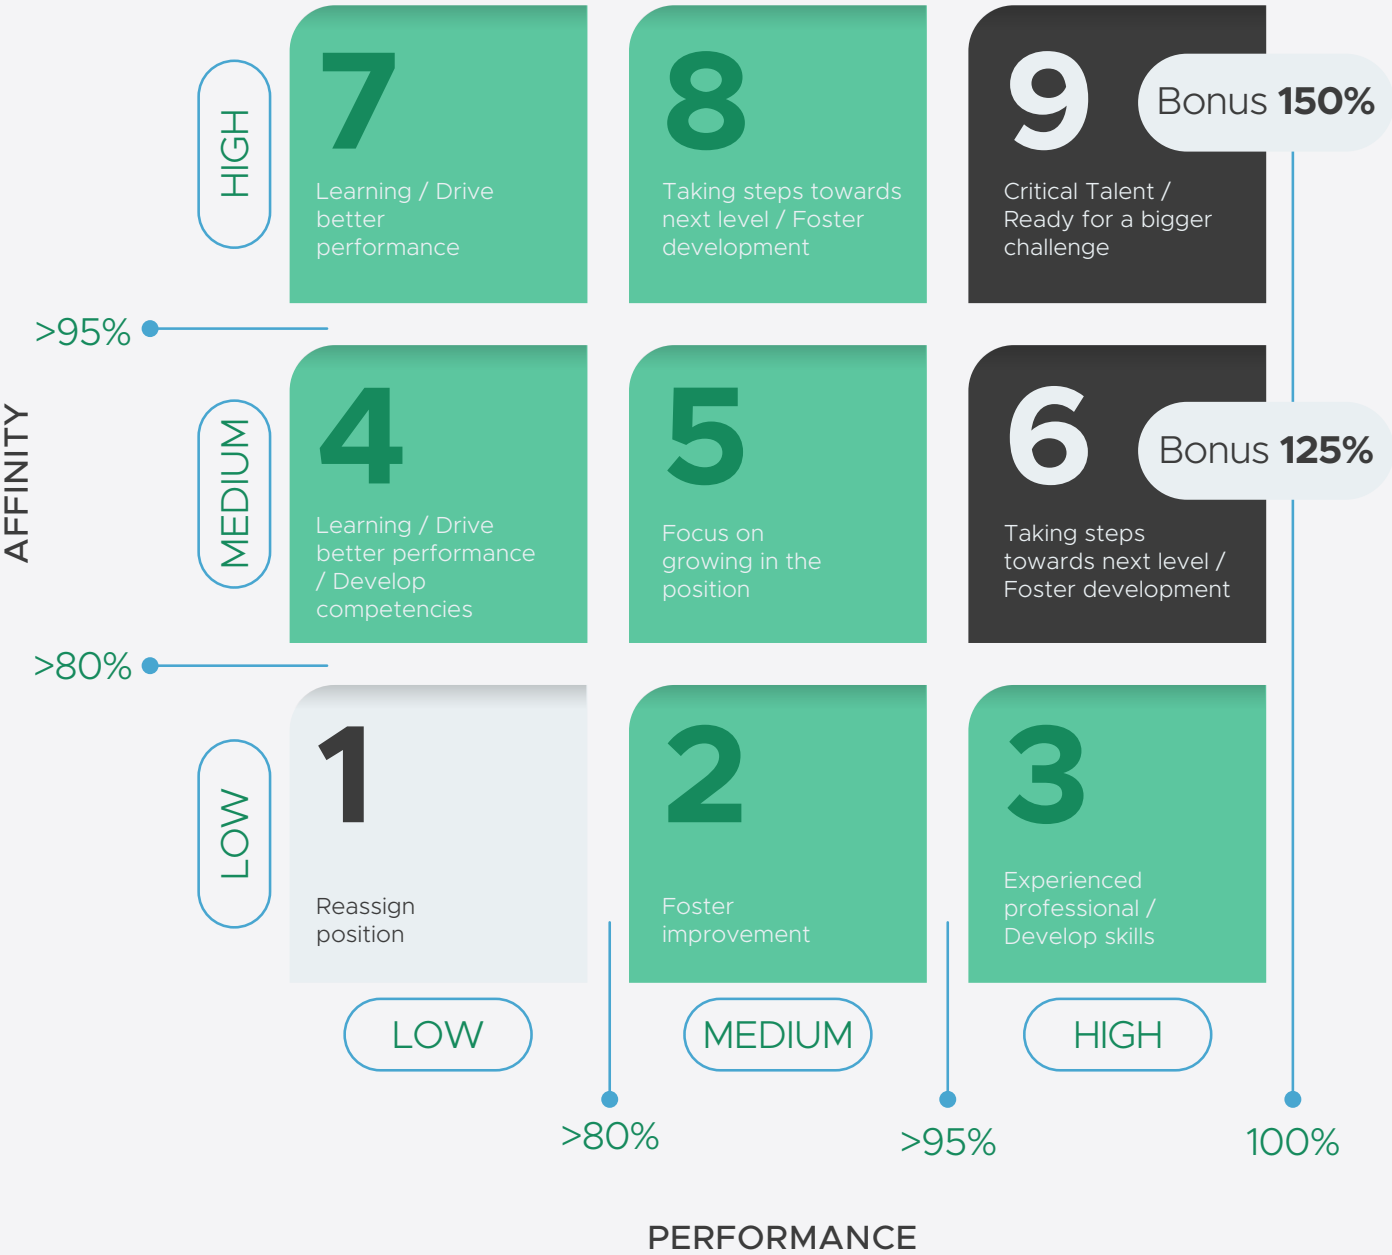 7
Learning / Drive
better
performance
8
Taking steps towards
next level / Foster
development
9
Bonus 150%
Critical Talent /
Ready for a bigger
challenge
HIGH
>95%
AFFINITY
MEDIUM
4
Learning / Drive
better performance
/ Develop
competencies
5
Focus on
growing in the
position
6
Bonus 125%
Taking steps
towards next level /
Foster development
>80%
LOW
1
Reassign
position
2
Foster
improvement
3
Experienced
professional /
Develop skills
LOW
MEDIUM
HIGH
>80%
>95%
100%
PERFORMANCE